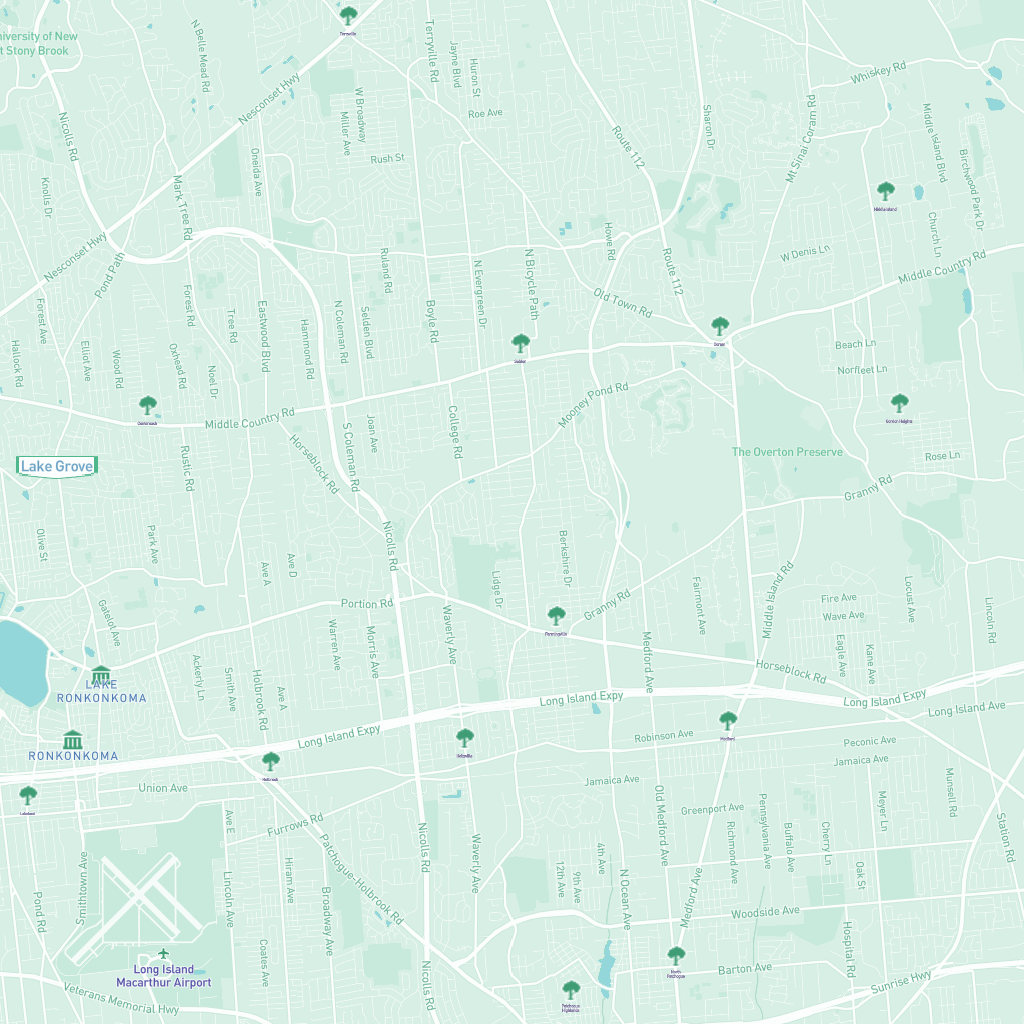 Terryville
niversity of New
t Stony Brook
N Belle Mead Rd
Terryville Rd
Jayne Blvd
Huron St
Whiskey Rd
Nesconset Hwy
W Broadway
Miller Ave
Roe Ave
Mt Sinai Coram Rd
Sharon Dr
Middle Island Blvd
Nicolls Rd
Route 112
Birchwood Park Dr
Rush St
Oneida Ave
Knolls Dr
Mark Tree Rd
Church Ln
Nesconset Hwy
Pond Path
Howe Rd
W Denis Ln
Ruland Rd
N Bicycle Path
Route 112
Middle Country Rd
N Evergreen Dr
Old Town Rd
Forest Ave
Forest Rd
Tree Rd
Eastwood Blvd
Hammond Rd
N Coleman Rd
Selden Blvd
Boyle Rd
Coram
Beach Ln
Hallock Rd
Elliot Ave
Wood Rd
Oxhead Rd
Noel Dr
Selden
Norfleet Ln
Mooney Pond Rd
Centereach
Middle Country Rd
Joan Ave
College Rd
Gordon Heights
S Coleman Rd
Horseblock Rd
The Overton Preserve
Rose Ln
Lake Grove
Rustic Rd
Granny Rd
Olive St
Park Ave
Nicolls Rd
Berkshire Dr
Ave D
Ave A
Lidge Dr
Middle Island Rd
Fairmont Ave
Locust Ave
Gatelot Ave
Portion Rd
Granny Rd
Fire Ave
Lincoln Rd
Waverly Ave
Wave Ave
Warren Ave
Morris Ave
Farmingville
Medford Ave
Eagle Ave
Kane Ave
Horseblock Rd
Ackerly Ln
Smith Ave
Holbrook Rd
Ave A
LAKE
RONKONKOMA
Long Island Expy
Long Island Expy
Long Island Ave
Long Island Expy
Medford
Robinson Ave
Peconic Ave
RONKONKOMA
Holtsville
Jamaica Ave
Holbrook
Jamaica Ave
Union Ave
Munsell Rd
Old Medford Ave
Greenport Ave
Pennsylvania Ave
Meyer Ln
Ave E
Furrows Rd
Station Rd
Richmond Ave
Buffalo Ave
Cherry Ln
Nicolls Rd
Waverly Ave
4th Ave
Patchogue-Holbrook Rd
12th Ave
9th Ave
Oak St
Smithtown Ave
Lincoln Ave
Hiram Ave
Broadway Ave
N Ocean Ave
Medford Ave
Pond Rd
Woodside Ave
Hospital Rd
Coates Ave
Long Island
Macarthur Airport
North
Patchogue
Barton Ave
Nicolls Rd
Sunrise Hwy
Veterans Memorial Hwy